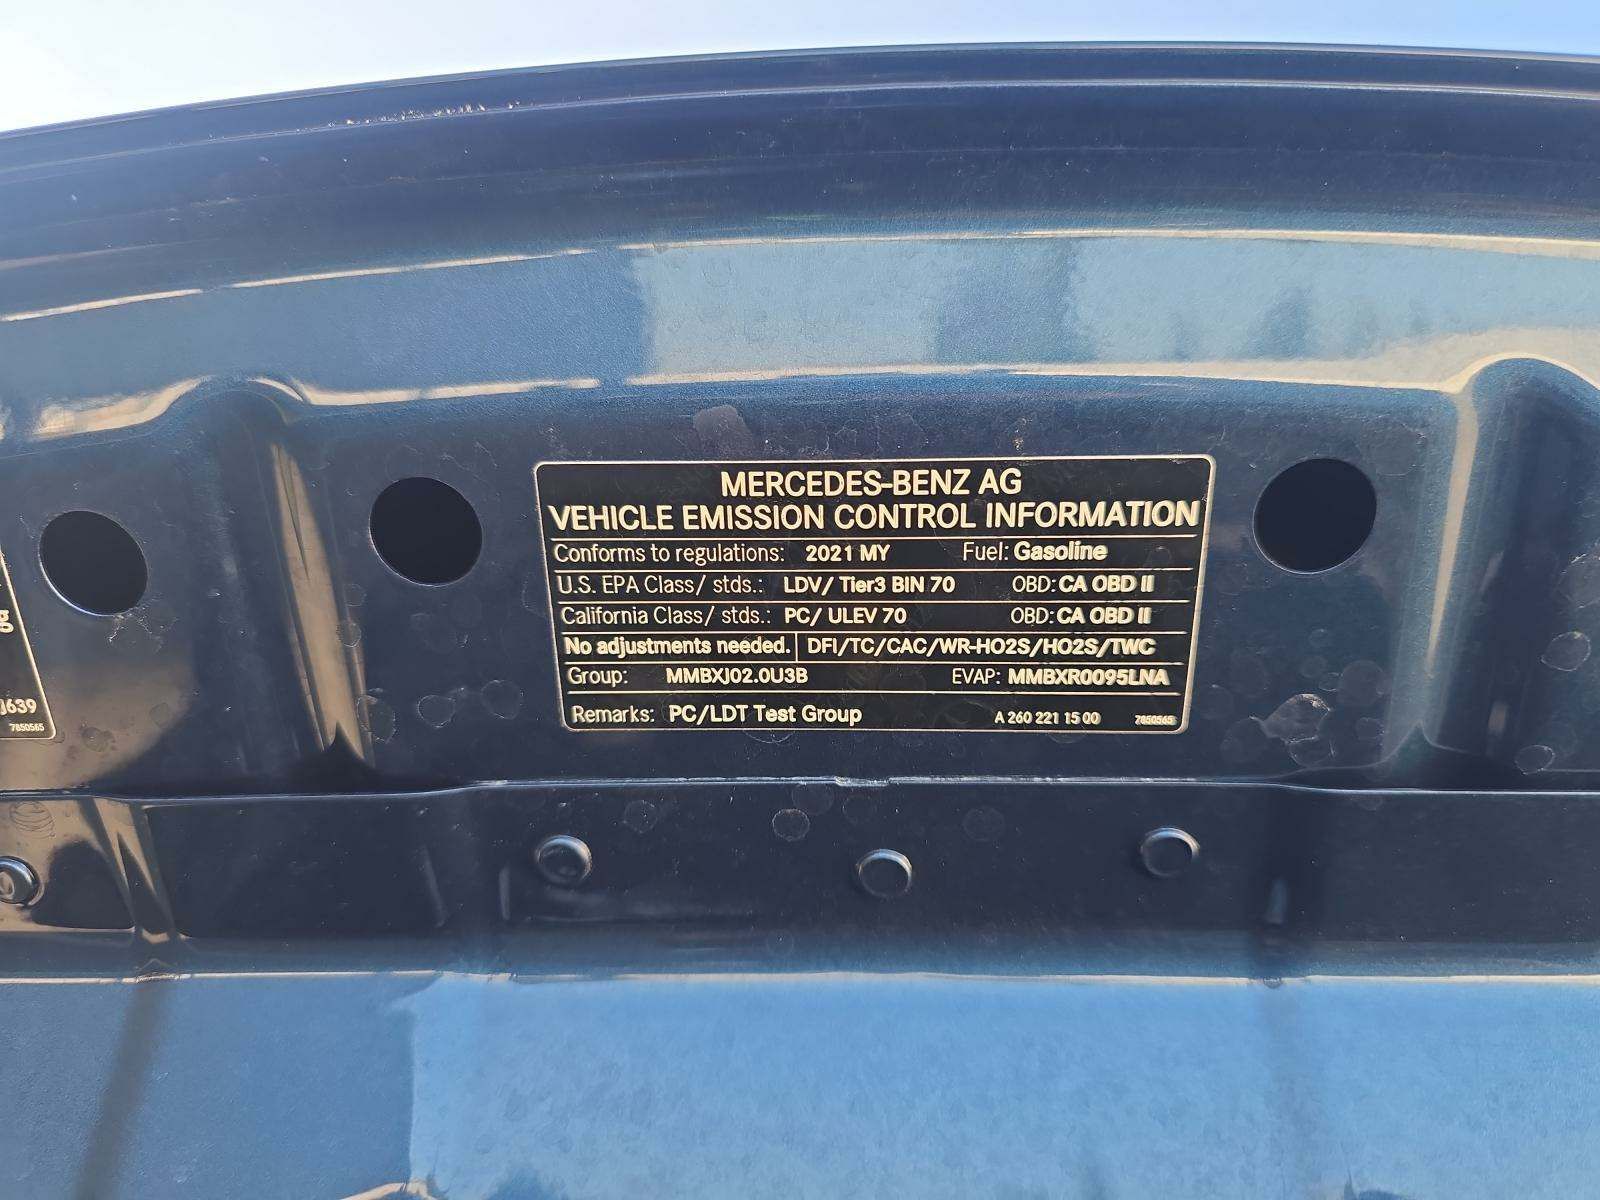 MERCEDES-BENZ AG
VEHICLE EMISSION CONTROL INFORMATION
Conforms to regulations: 2021 MY Fuel: Gasoline
U.S. EPA Class/ stds.: LDV/ Tier3 BIN 70 OBD: CA OBD II
California Class/ stds.: PC/ ULEV 70 OBD: CA OBD II
No adjustments needed. DFI/TC/CAC/WR-HO2S/HO2S/TWC
Group: MMBXJ02.0U3B EVAP: MMBXR0095LNA
Remarks: PC/LDT Test Group A 260 221 15 00 7850565
g
J639
7850565